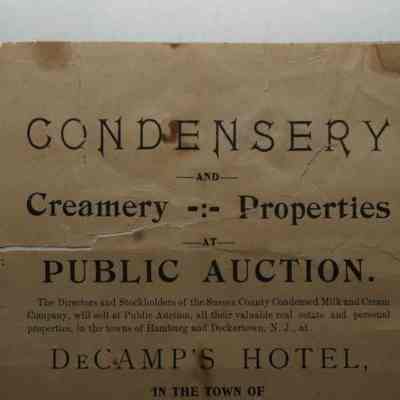 CONDENSERY
—AND—
Creamery -:- Properties
—AT—
PUBLIC AUCTION.
The Directors and Stockholders of the Sussex County Condensed Milk and Cream
Company, will sell at Public Auction, all their valuable real estate and personal
properties, in the towns of Hamburg and Deckertown, N. J., at
DECAMP'S HOTEL,
IN THE TOWN OF